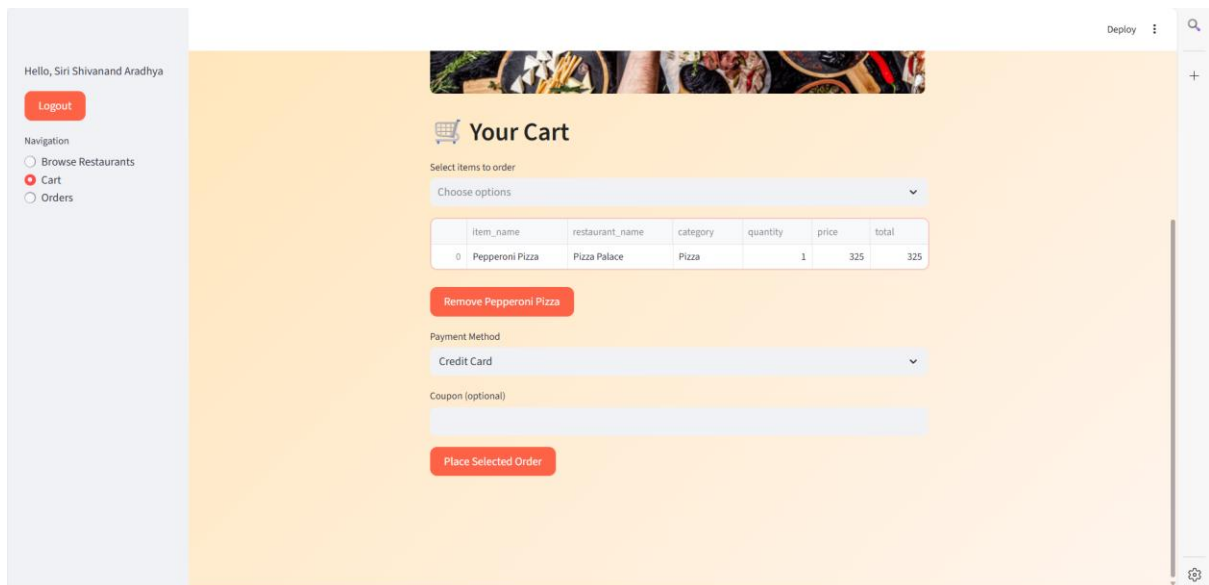 Deploy
Hello, Siri Shivanand Aradhya
Logout
Navigation
Browse Restaurants
Cart
Orders
Your Cart
Select items to order
Choose options
item_name restaurant_name category quantity price total
0 Pepperoni Pizza Pizza Palace Pizza 1 325 325
Remove Pepperoni Pizza
Payment Method
Credit Card
Coupon (optional)
Place Selected Order